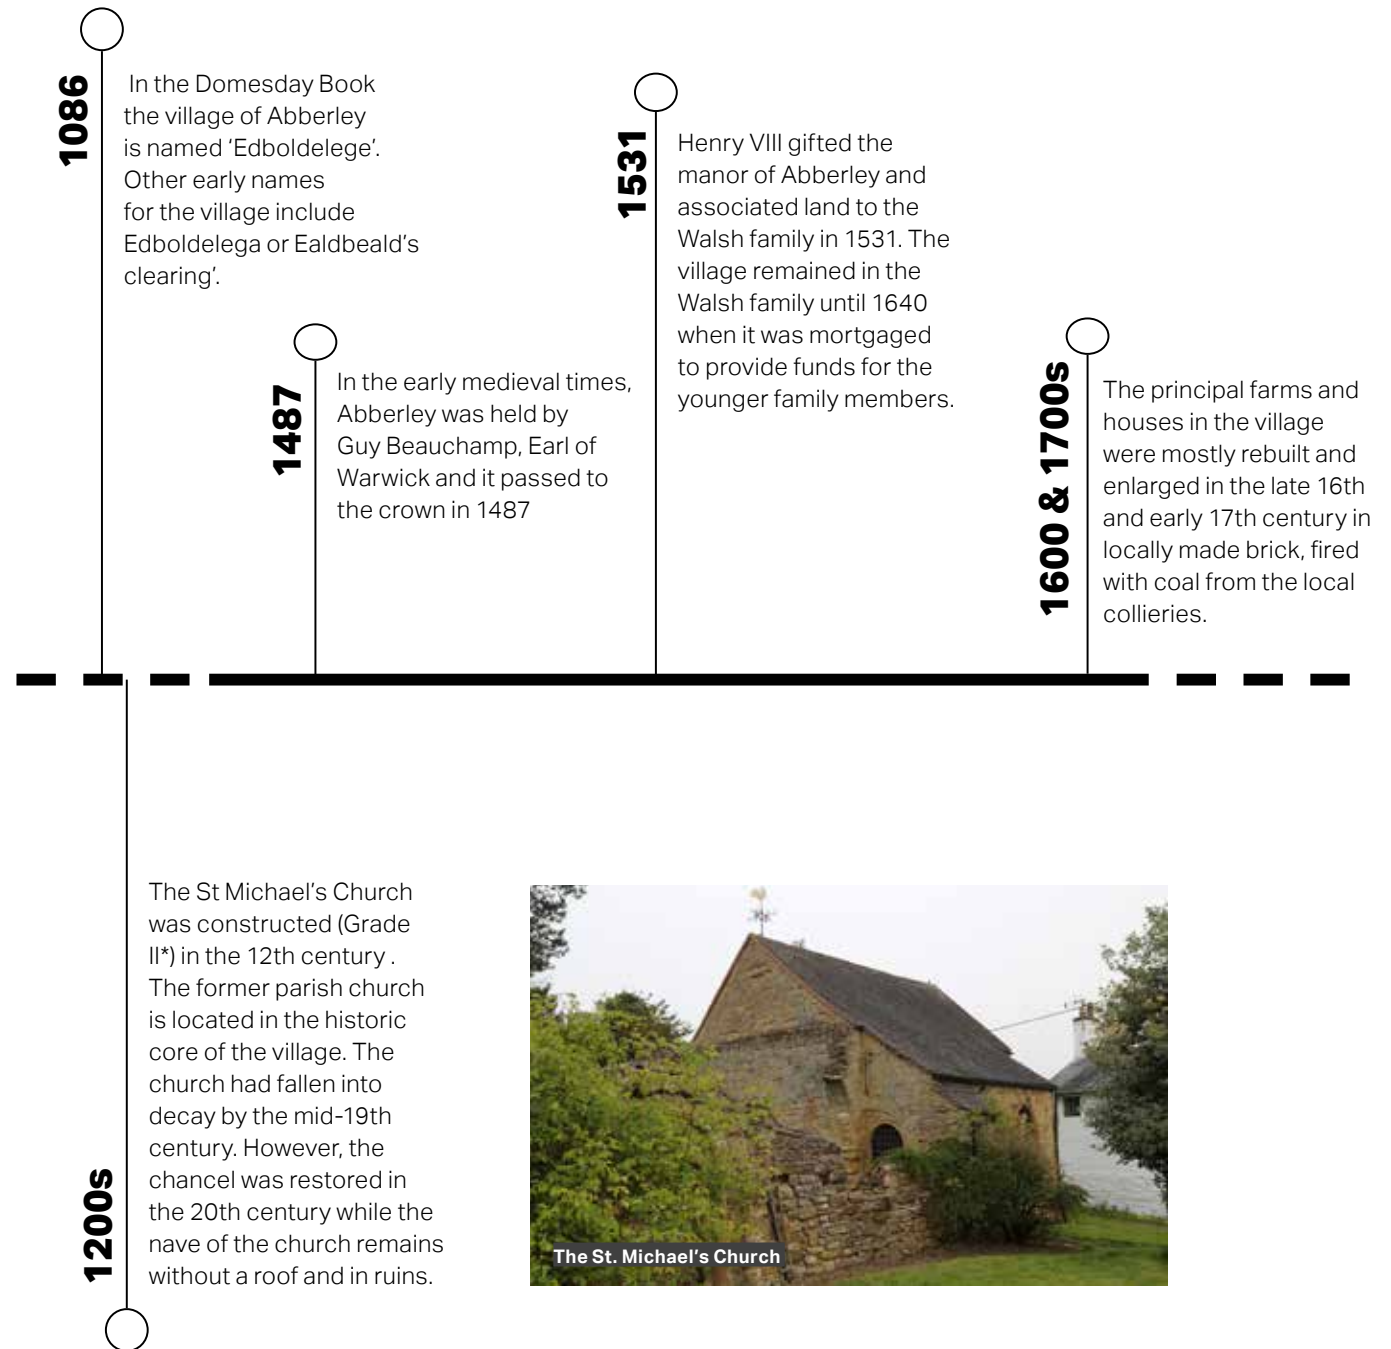 1086
In the Domesday Book
the village of Abberley
is named ‘Edboldelege’.
Other early names
for the village include
Edboldelega or Ealdbeald’s
clearing’.
1487
In the early medieval times,
Abberley was held by
Guy Beauchamp, Earl of
Warwick and it passed to
the crown in 1487
1531
Henry VIII gifted the
manor of Abberley and
associated land to the
Walsh family in 1531. The
village remained in the
Walsh family until 1640
when it was mortgaged
to provide funds for the
younger family members.
1600 & 1700s
The principal farms and
houses in the village
were mostly rebuilt and
enlarged in the late 16th
and early 17th century in
locally made brick, fired
with coal from the local
collieries.
1200s
The St Michael’s Church
was constructed (Grade
II*) in the 12th century .
The former parish church
is located in the historic
core of the village. The
church had fallen into
decay by the mid-19th
century. However, the
chancel was restored in
the 20th century while the
nave of the church remains
without a roof and in ruins.
The St. Michael’s Church